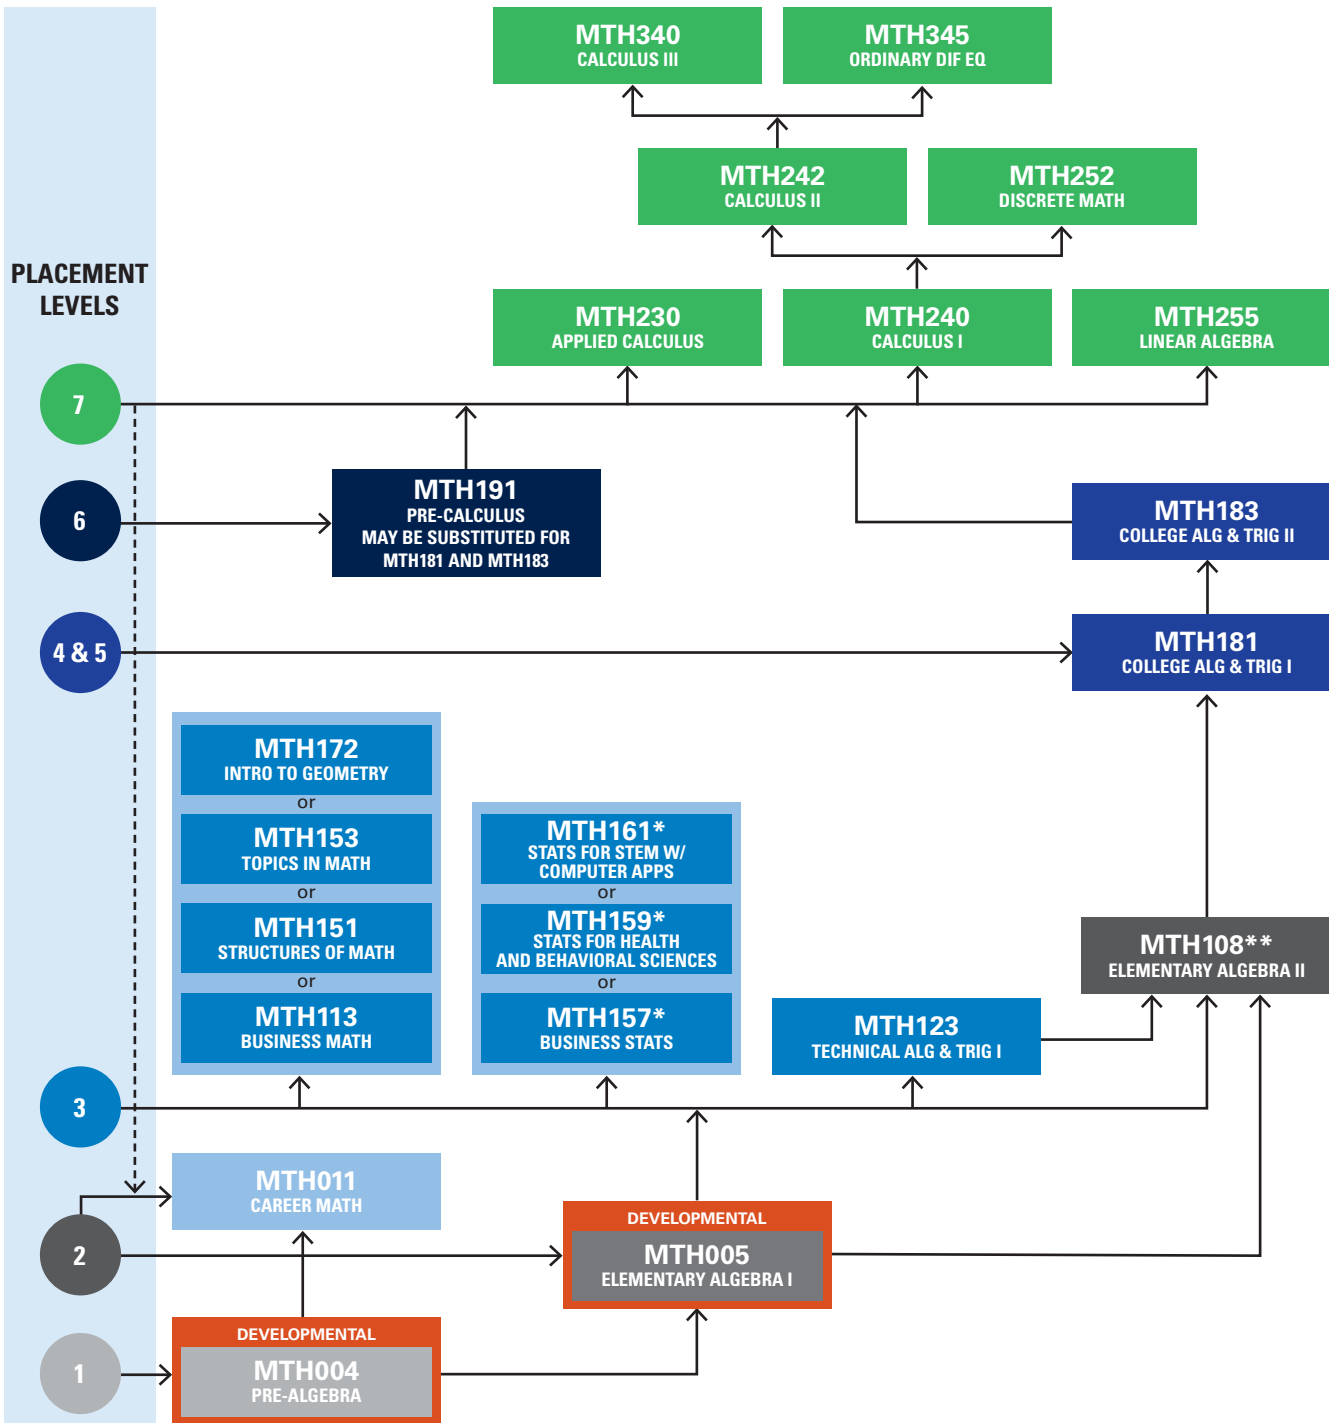 MTH340
CALCULUS III
MTH345
ORDINARY DIF EQ
MTH242
CALCULUS II
MTH252
DISCRETE MATH
PLACEMENT
LEVELS
MTH230
APPLIED CALCULUS
MTH240
CALCULUS I
MTH255
LINEAR ALGEBRA
7
6
MTH191
PRE-CALCULUS
MAY BE SUBSTITUTED FOR
MTH181 AND MTH183
MTH183
COLLEGE ALG & TRIG II
4 & 5
MTH181
COLLEGE ALG & TRIG I
MTH172
INTRO TO GEOMETRY
or
MTH153
TOPICS IN MATH
or
MTH151
STRUCTURES OF MATH
or
MTH113
BUSINESS MATH
MTH161*
STATS FOR STEM W/
COMPUTER APPS
or
MTH159*
STATS FOR HEALTH
AND BEHAVIORAL SCIENCES
or
MTH157*
BUSINESS STATS
MTH123
TECHNICAL ALG & TRIG I
MTH108**
ELEMENTARY ALGEBRA II
3
MTH011
CAREER MATH
2
DEVELOPMENTAL
MTH005
ELEMENTARY ALGEBRA I
1
DEVELOPMENTAL
MTH004
PRE-ALGEBRA